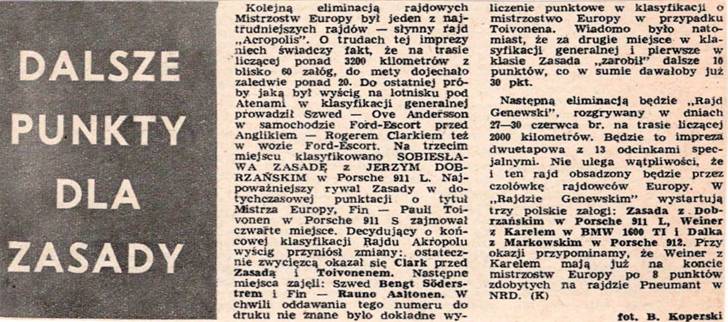 DALSZE
PUNKTY
DLA
ZASADY
Kolejną eliminacją rajdowych
Mistrzostw Europy był jeden z naj-
trudniejszych rajdów — słynny rajd
„Acropolis”. O trudach tej imprezy
niech świadczy fakt, że na trasie
liczącej ponad 3200 kilometrów z
blisko 60 załóg, do mety dojechało
zaledwie ponad 20. Do ostatniej pró-
by jaką był wyścig na lotnisku pod
Atenami w klasyfikacji generalnej
prowadził Szwed — Ove Andersson
w samochodzie Ford-Escort przed
Anglikiem — Rogerem Clarkiem też
w wozie Ford-Escort. Na trzecim
miejscu klasyfikowano SOBIESŁA-
WA ZASADĘ z JERZYM DOB-
RZAŃSKIM w Porsche 911 L. Naj-
poważniejszy rywal Zasady w do-
tychczasowej punktacji o tytuł
Mistrza Europy, Fin — Pauli Toi-
vonen w Porsche 911 S zajmował
czwarte miejsce. Decydujący o koń-
cowej klasyfikacji Rajdu Akropolu
wyścig przyniósł zmiany: ostatecz-
nie zwycięzcą okazał się Clark przed
Zasadą i Toivonenem. Następne
miejsca zajęli: Szwed Bengt Söder-
strem i Fin — Rauno Aaltonen. W
chwili oddawania tego numeru do
druku nie znane było dokładne wy-
liczenie punktowe w klasyfikacji o
mistrzostwo Europy w przypadku
Toivonena. Wiadomo było nato-
miast, że za drugie miejsce w kla-
syfikacji generalnej i pierwsze w
klasie Zasada „zarobił” dalsze 10
punktów, co w sumie dawałoby już
30 pkt.
Następną eliminacją będzie „Rajd
Genewski”, rozgrywany w dniach
27—30 czerwca br. na trasie liczącej
2000 kilometrów. Będzie to impreza
dwuetapowa z 13 odcinkami specj-
jalnymi. Nie ulega wątpliwości, że
i ten rajd obsadzony będzie przez
czołówkę rajdowców Europy. W
„Rajdzie Genewskim” wystartują
trzy polskie załogi: Zasada z Dob-
rzańskim w Porsche 911 L, Weiner
z Karelem w BMW 1600 TI i Dalka
z Markowskim w Porsche 912. Przy
okazji przypominamy, że Weiner z
Karelem mają już na koncie
mistrzostw Europy po 8 punktów
zdobytych na rajdzie Pneumant w
NRD. (K)
fot. B. Koperski